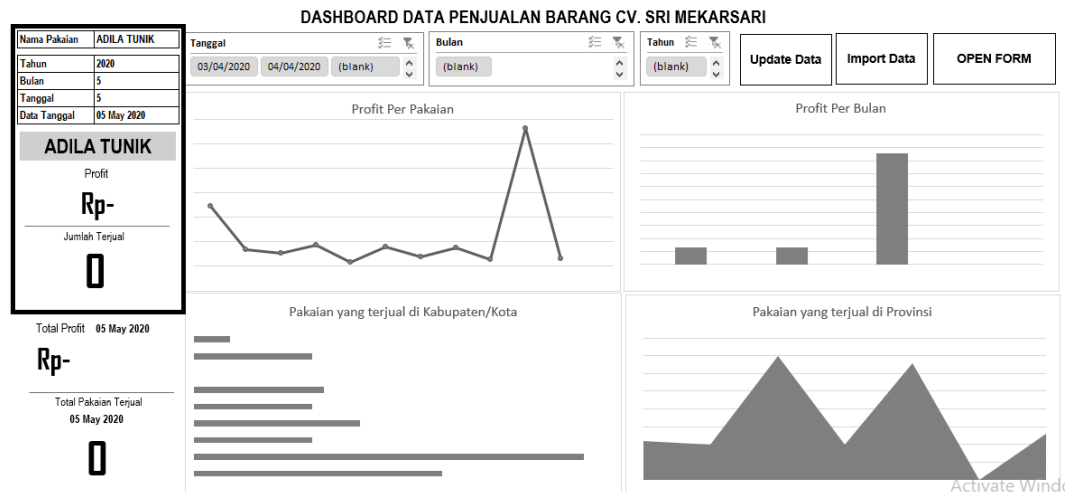 DASHBOARD DATA PENJUALAN BARANG CV. SRI MEKARSARI
Nama Pakaian ADILA TUNIK
Tahun 2020
Bulan 5
Tanggal 5
Data Tanggal 05 May 2020
ADILA TUNIK
Profit
Rp-
Jumlah Terjual
0
Total Profit 05 May 2020
Rp-
Total Pakaian Terjual
05 May 2020
0
Tanggal
03/04/2020 04/04/2020 (blank)
Bulan
(blank)
Tahun
(blank)
Update Data
Import Data
OPEN FORM
Profit Per Pakaian
Profit Per Bulan
Pakaian yang terjual di Kabupaten/Kota
Pakaian yang terjual di Provinsi